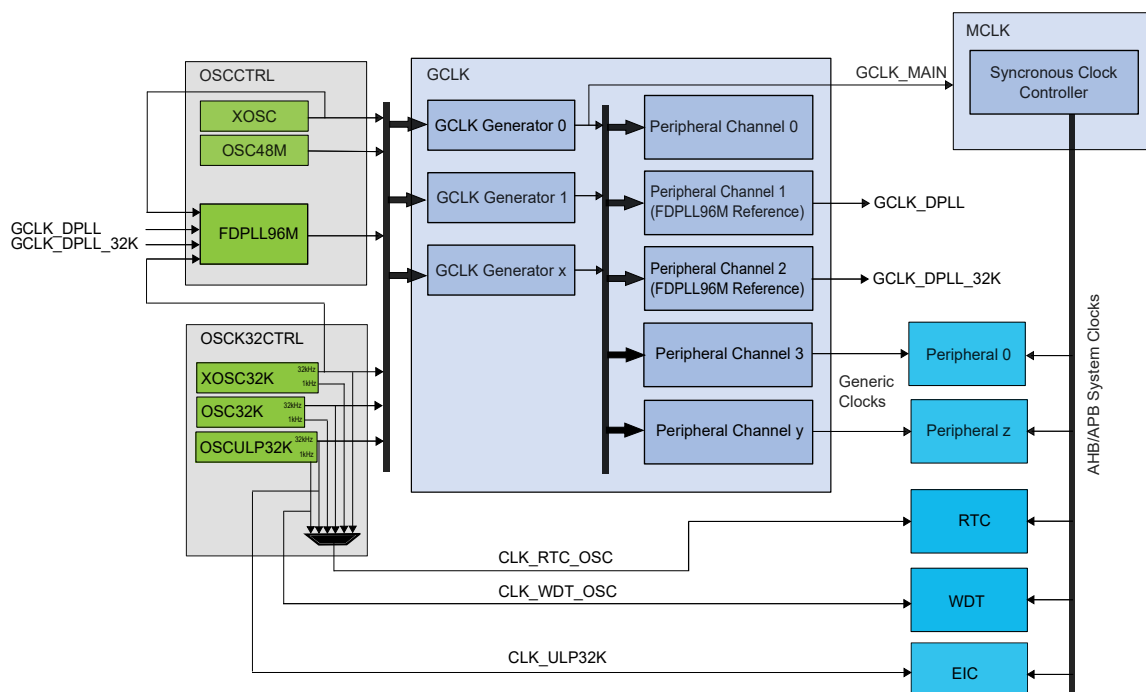 MCLK
Syncronous Clock
Controller
GCLK_MAIN
OSCCTRL
XOSC
OSC48M
FDPLL96M
GCLK_DPLL
GCLK_DPLL_32K
GCLK
GCLK Generator 0
GCLK Generator 1
GCLK Generator x
Peripheral Channel 0
Peripheral Channel 1
(FDPLL96M Reference)
Peripheral Channel 2
(FDPLL96M Reference)
Peripheral Channel 3
Peripheral Channel y
GCLK_DPLL
GCLK_DPLL_32K
Generic
Clocks
Peripheral 0
Peripheral z
AHB/APB System Clocks
OSCK32CTRL
XOSC32K
32kHz
1kHz
OSC32K
32kHz
1kHz
OSCULP32K
32kHz
1kHz
CLK_RTC_OSC
RTC
CLK_WDT_OSC
WDT
CLK_ULP32K
EIC